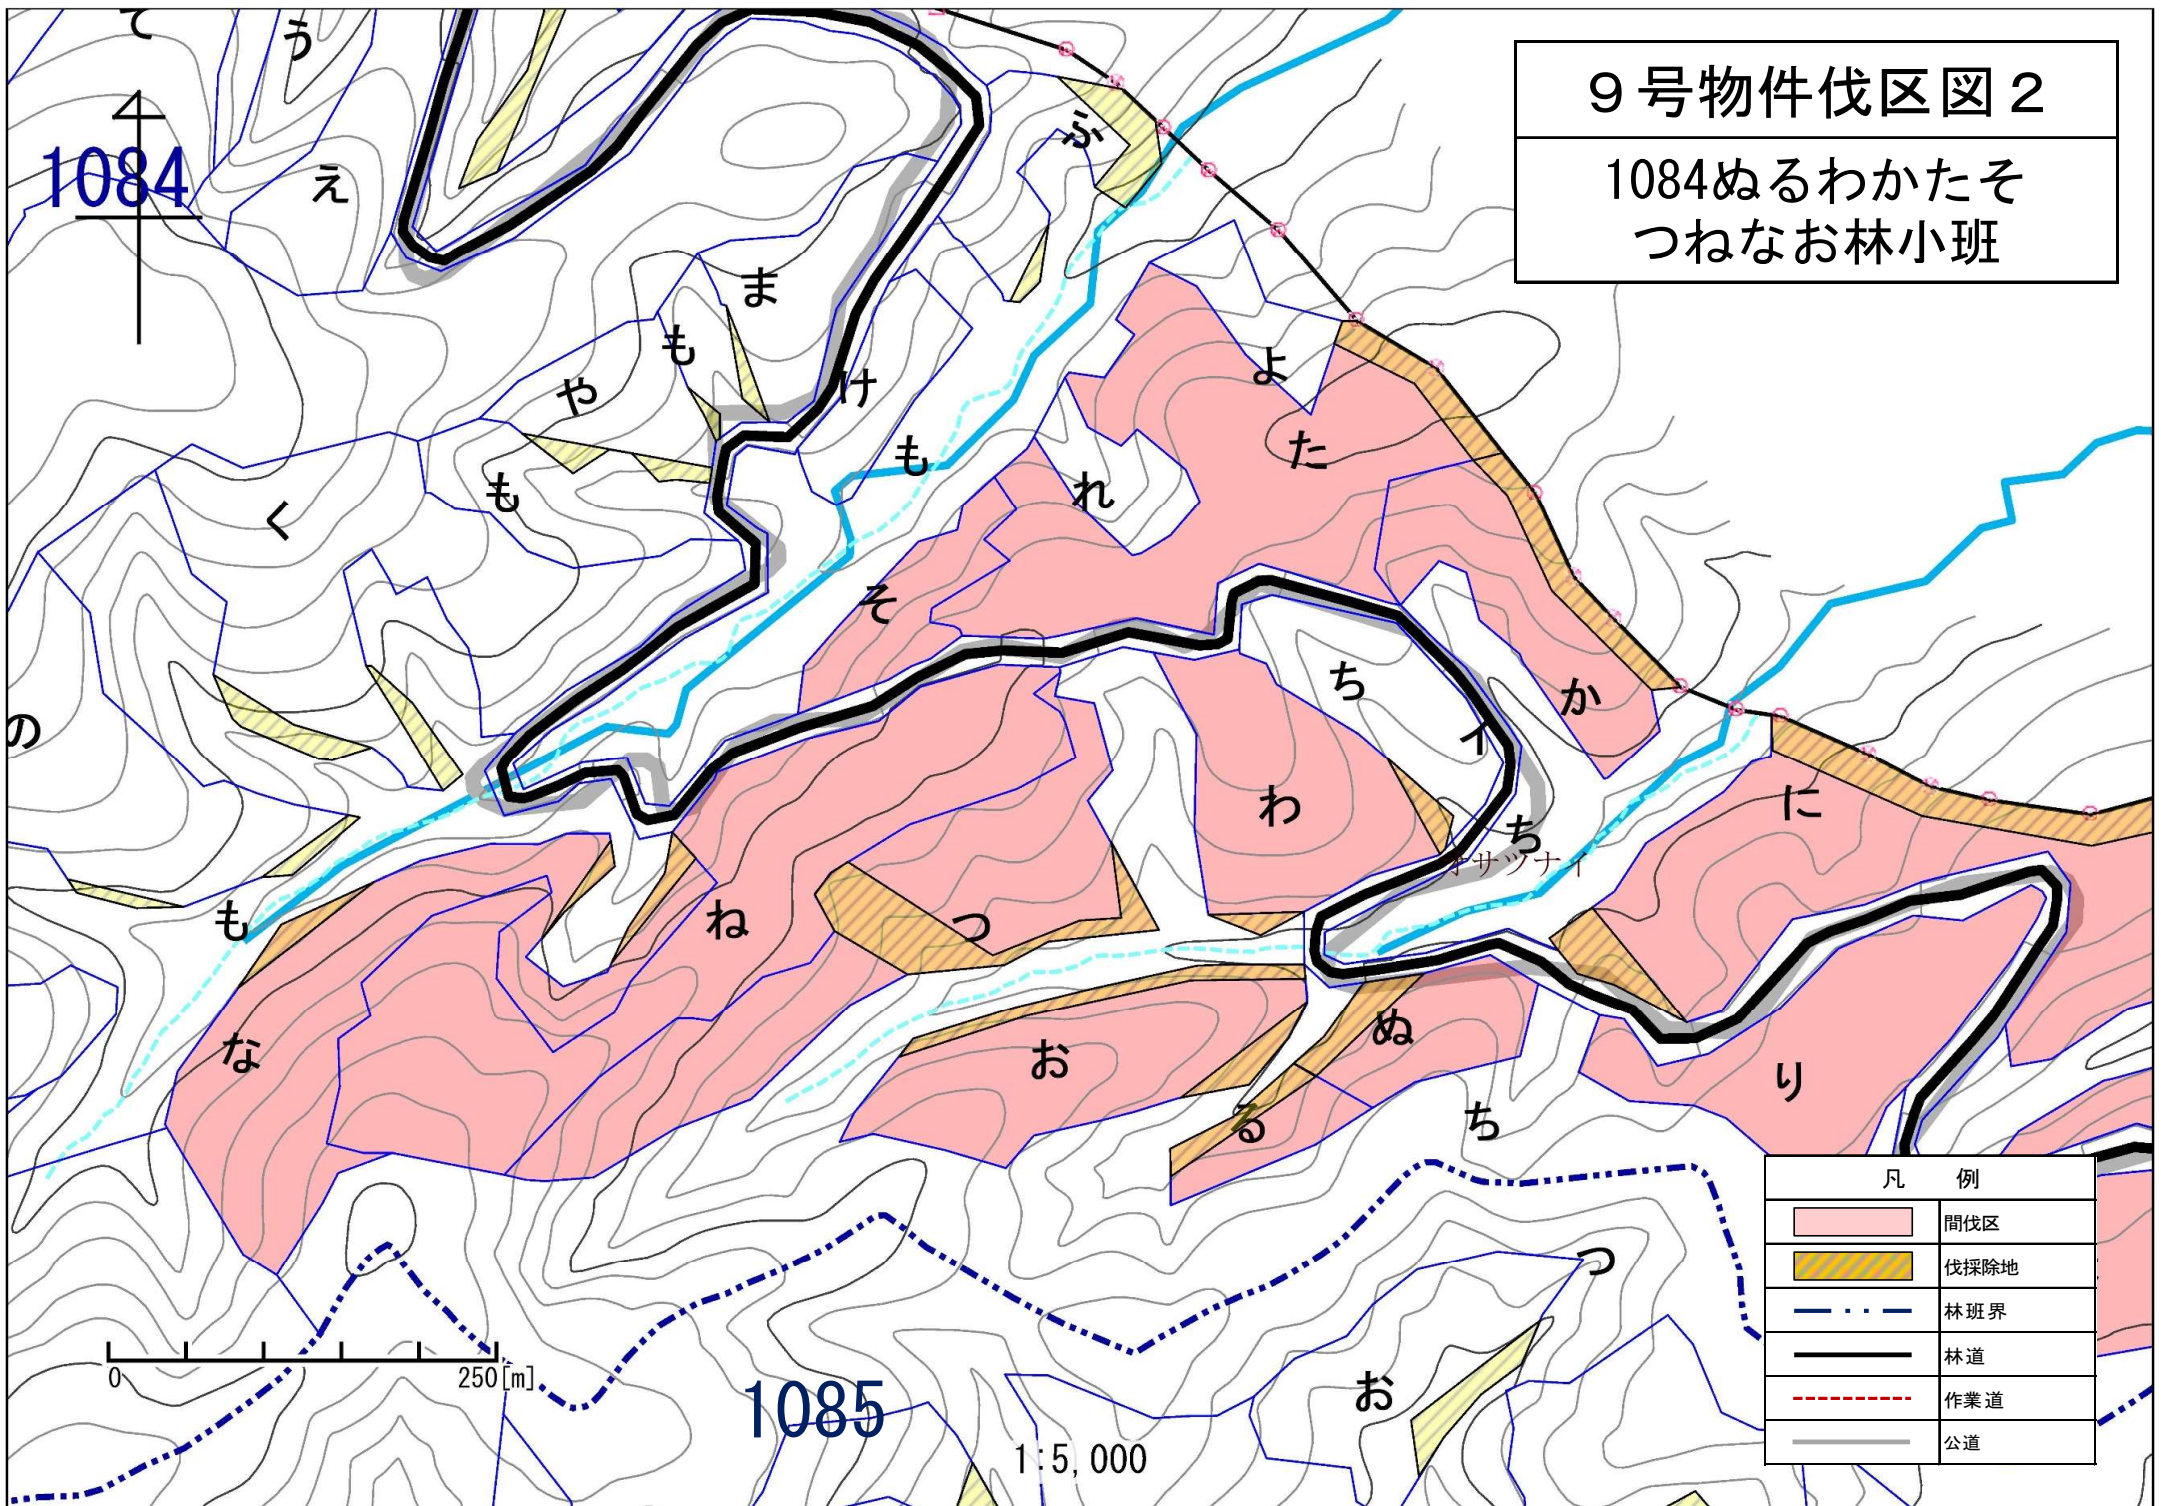 ９号物件伐区図２
1084ぬるわかたそ
つねなお林小班
て
う
ふ
1084
え
ま
も
や
け
よ
も
た
も
れ
く
そ
ち
か
の
イ
わ
ち
に
オサツナイ
も
ね
つ
な
お
ぬ
る
ち
り
つ
お
凡 例
間伐区
伐採除地
林班界
林道
作業道
公道
0
250[m]
1085
1:5,000